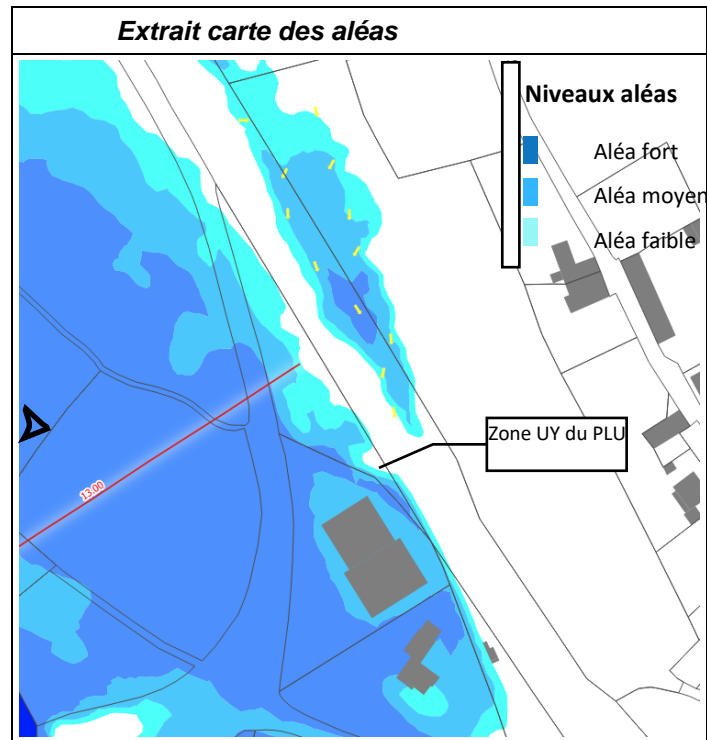 Extrait carte des aléas
Niveaux aléas
Aléa fort
Aléa moyen
Aléa faible
Zone UY du PLU
13:00